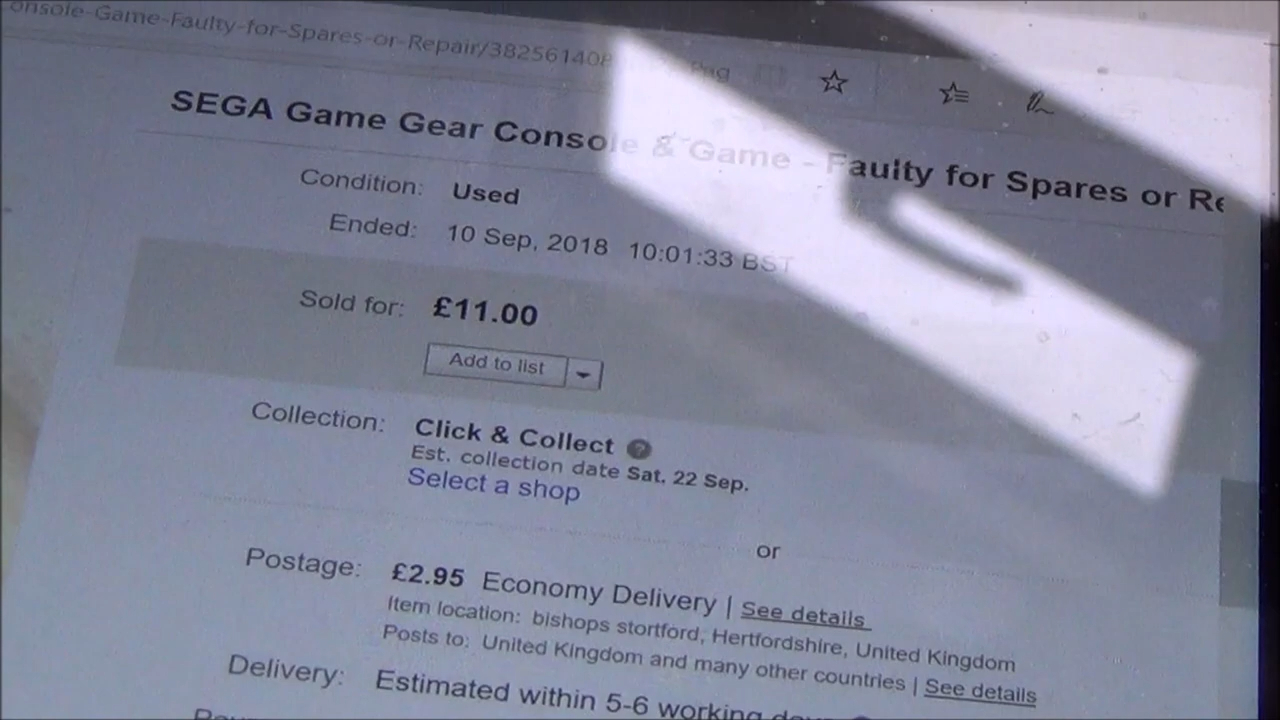 onsole-Game-Faulty-for-Spares-or-Repair/382561408
SEGA Game Gear Console & Game - Faulty for Spares or Re
Condition: Used
Ended: 10 Sep, 2018 10:01:33 BST
Sold for: £11.00
Add to list
Collection: Click & Collect ?
Est. collection date Sat. 22 Sep.
Select a shop
or
Postage: £2.95 Economy Delivery | See details
Item location: bishops stortford, Hertfordshire, United Kingdom
Posts to: United Kingdom and many other countries | See details
Delivery: Estimated within 5-6 working